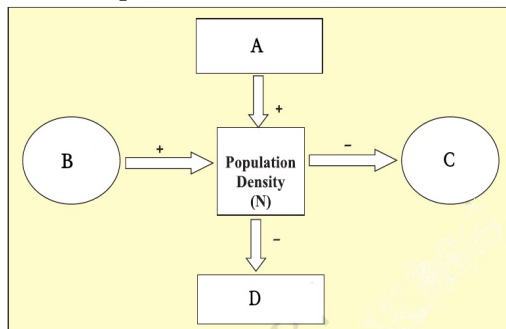 A
+
B
+
Population
Density
(N)
–
C
–
D